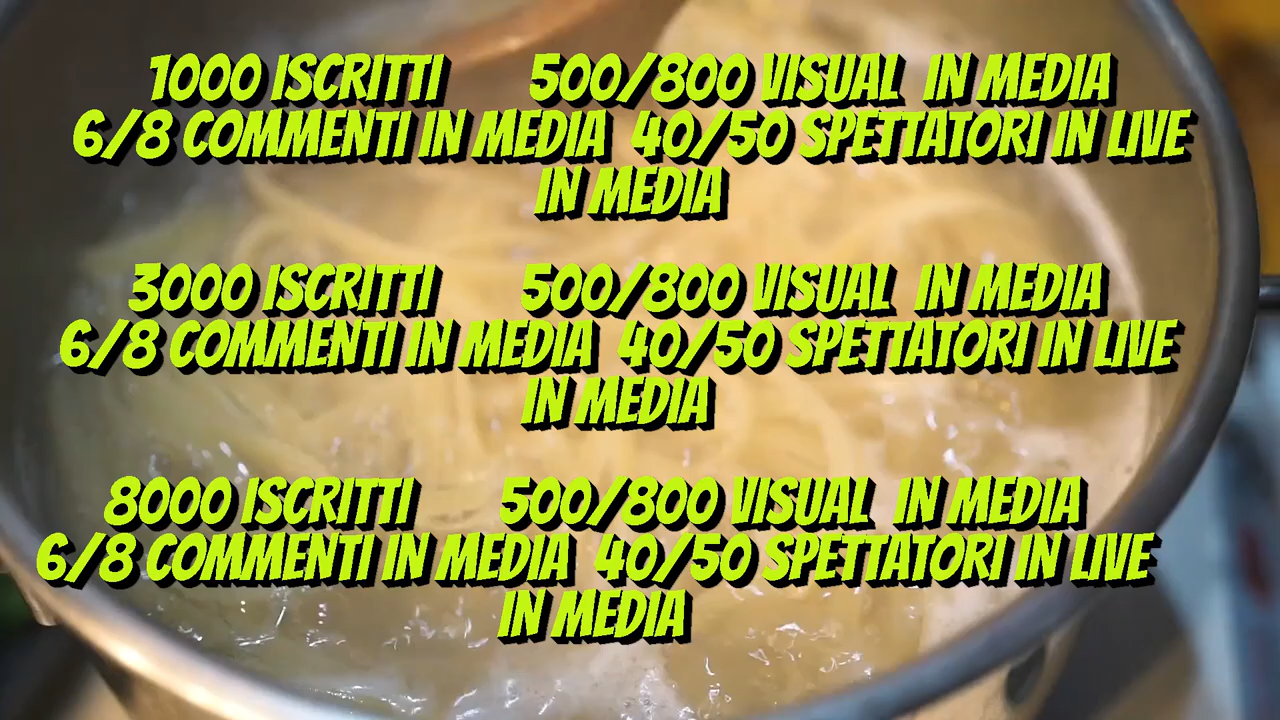 1000 ISCRITTI 500/800 VISUAL IN MEDIA
6/8 COMMENTI IN MEDIA 40/50 SPETTATORI IN LIVE
IN MEDIA
3000 ISCRITTI 500/800 VISUAL IN MEDIA
6/8 COMMENTI IN MEDIA 40/50 SPETTATORI IN LIVE
IN MEDIA
8000 ISCRITTI 500/800 VISUAL IN MEDIA
6/8 COMMENTI IN MEDIA 40/50 SPETTATORI IN LIVE
IN MEDIA